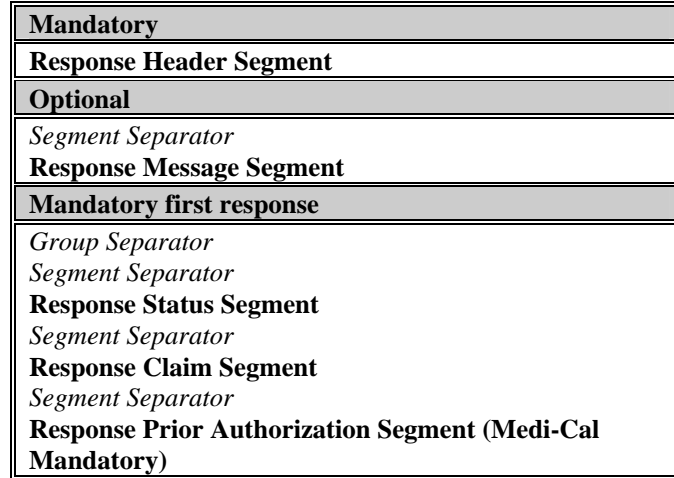 Mandatory
Response Header Segment
Optional
Segment Separator
Response Message Segment
Mandatory first response
Group Separator
Segment Separator
Response Status Segment
Segment Separator
Response Claim Segment
Segment Separator
Response Prior Authorization Segment (Medi-Cal
Mandatory)